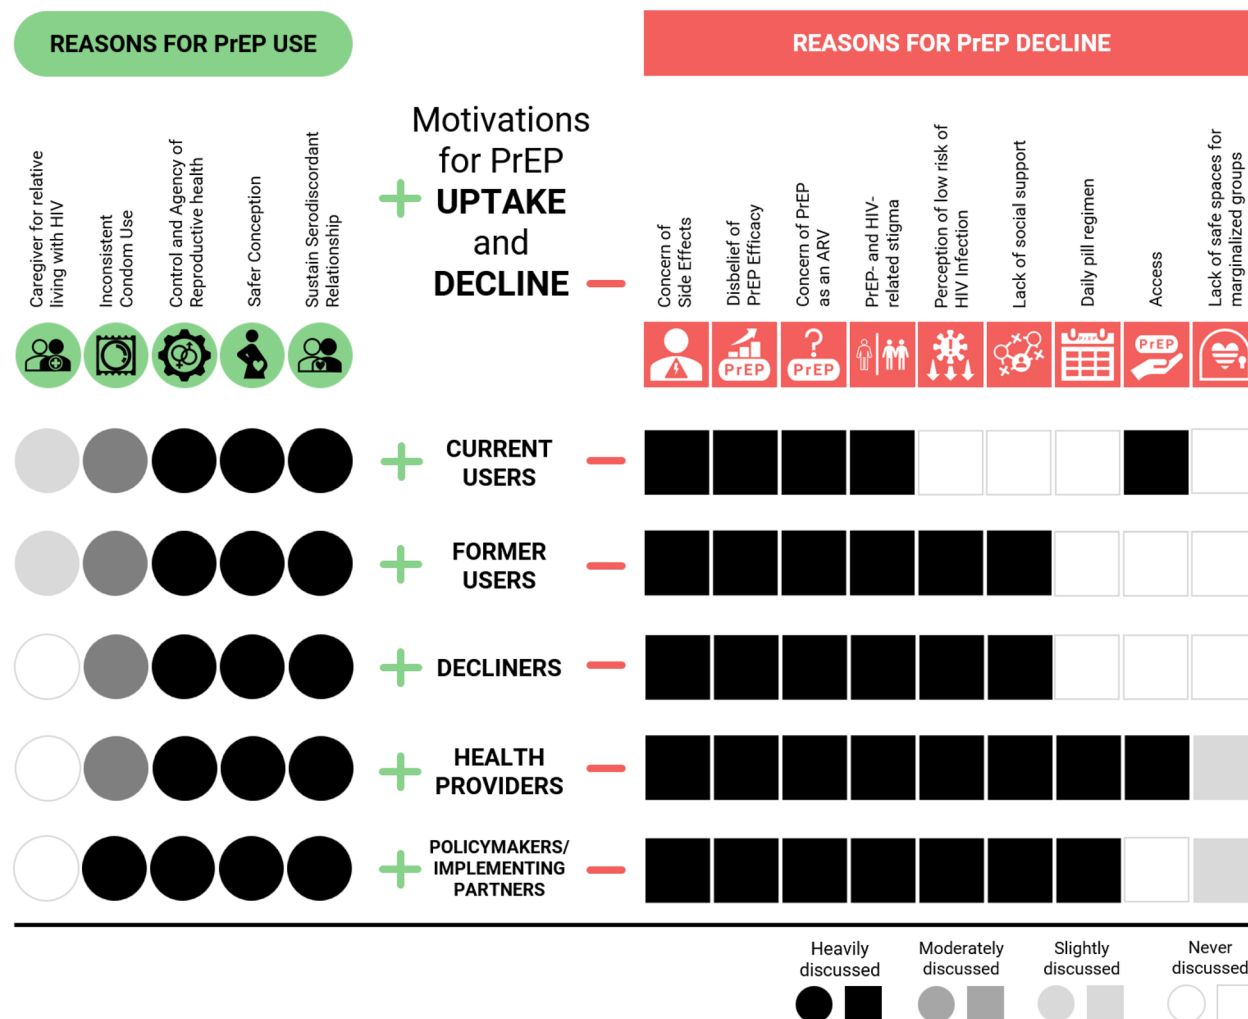 REASONS FOR PrEP USE
REASONS FOR PrEP DECLINE
Motivations
for PrEP
UPTAKE
and
DECLINE
Caregiver for relative
living with HIV
Inconsistent
Condom Use
Control and Agency of
Reproductive health
Safer Conception
Sustain Serodiscordant
Relationship
Concern of
Side Effects
Disbelief of
PrEP Efficacy
Concern of PrEP
as an ARV
PrEP- and HIV-
related stigma
Perception of low risk of
HIV Infection
Lack of social support
Daily pill regimen
Access
Lack of safe spaces for
marginalized groups
PrEP
?
PrEP
PrEP
PrEP
CURRENT
USERS
FORMER
USERS
DECLINERS
HEALTH
PROVIDERS
POLICYMAKERS/
IMPLEMENTING
PARTNERS
Heavily
discussed
Moderately
discussed
Slightly
discussed
Never
discussed